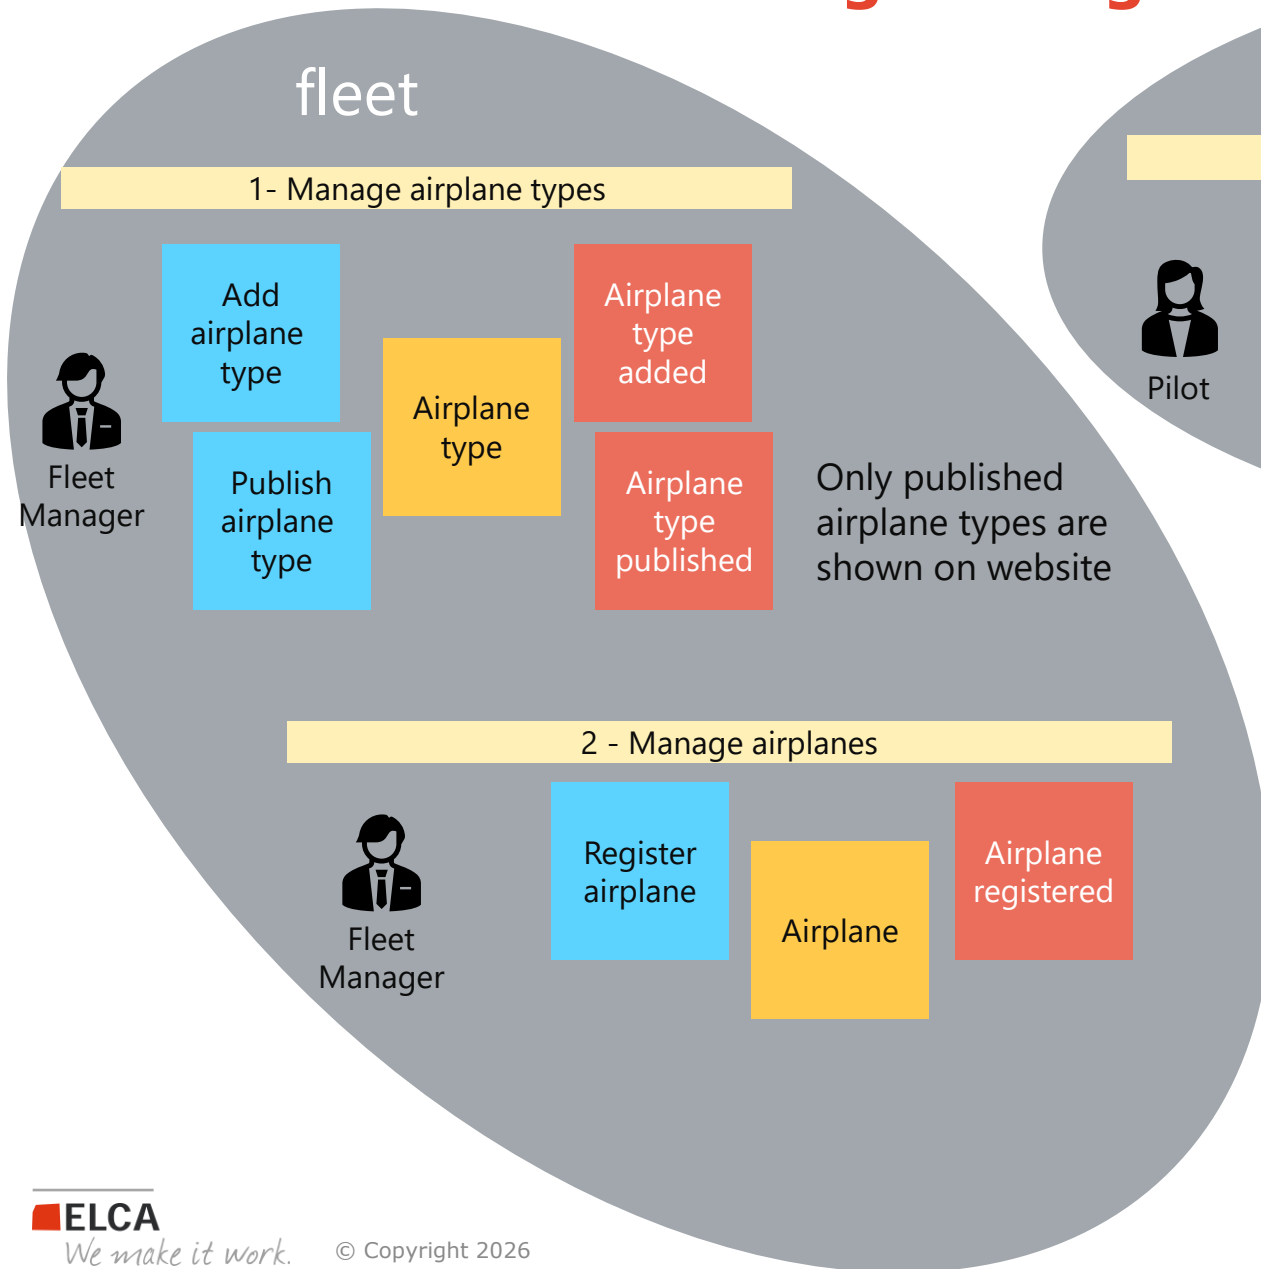 fleet
1- Manage airplane types
Add
airplane
type
Airplane
type
added
Airplane
type
Fleet
Manager
Publish
airplane
type
Airplane
type
published
Only published
airplane types are
shown on website
Pilot
2 - Manage airplanes
Register
airplane
Airplane
Airplane
registered
Fleet
Manager
ELCA
We make it work.
© Copyright 2026